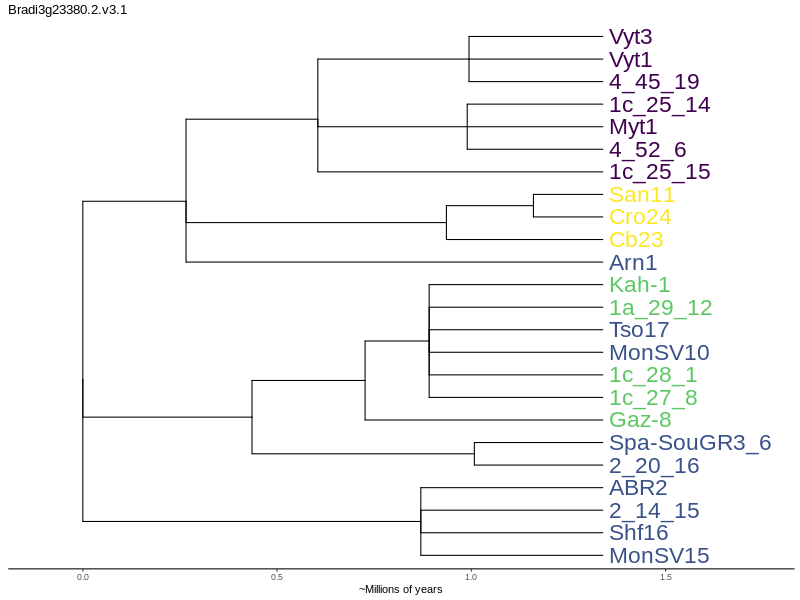 Bradi3g23380.2.v3.1
Vyt3
Vyt1
4_45_19
1c_25_14
Myt1
4_52_6
1c_25_15
San11
Cro24
Cb23
Arn1
Kah-1
1a_29_12
Tso17
MonSV10
1c_28_1
1c_27_8
Gaz-8
Spa-SouGR3_6
2_20_16
ABR2
2_14_15
Shf16
MonSV15
0.0 0.5 1.0 1.5
~Millions of years